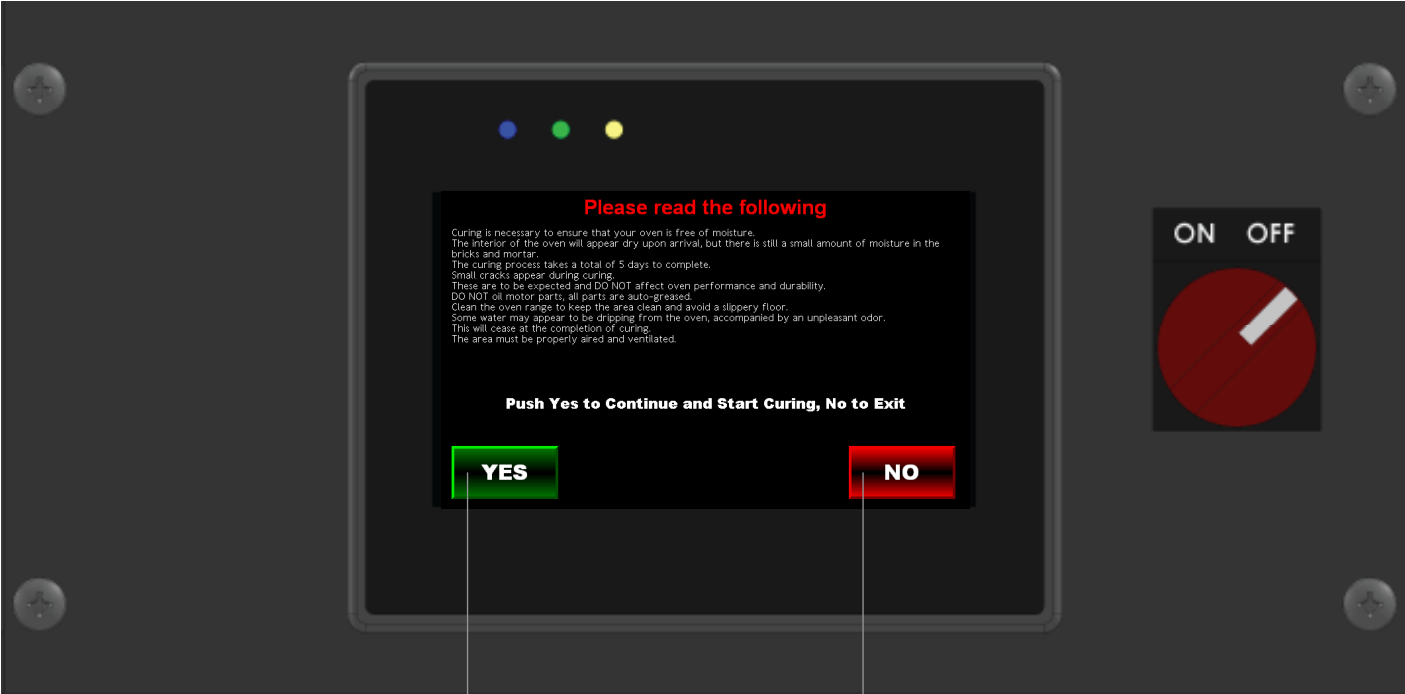 Please read the following
Curing is necessary to ensure that your oven is free of moisture.
The interior of the oven will appear dry upon arrival, but there is still a small amount of moisture in the
bricks and mortar.
The curing process takes a total of 5 days to complete.
Small cracks appear during curing.
These are to be expected and DO NOT affect oven performance and durability.
DO NOT oil motor parts, all parts are auto-greased.
Clean the oven range to keep the area clean and avoid a slippery floor.
Some water may appear to be dripping from the oven, accompanied by an unpleasant odor.
This will cease at the completion of curing.
The area must be properly aired and ventilated.
Push Yes to Continue and Start Curing, No to Exit
YES
NO
ON OFF